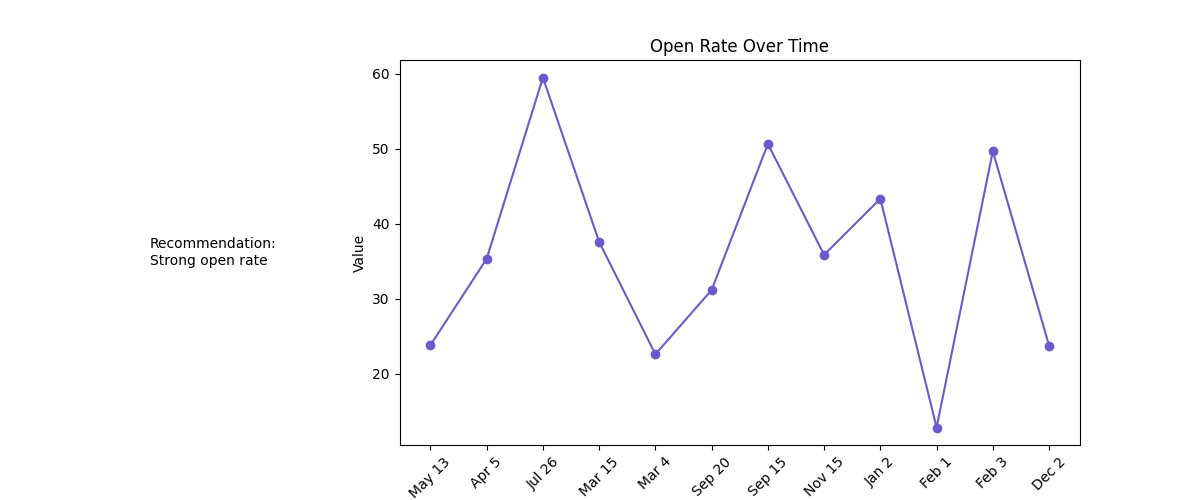 Open Rate Over Time
Recommendation:
Strong open rate
Value
60
50
40
30
20
May 13
Apr 5
Jul 26
Mar 15
Mar 4
Sep 20
Sep 15
Nov 15
Jan 2
Feb 1
Feb 3
Dec 2